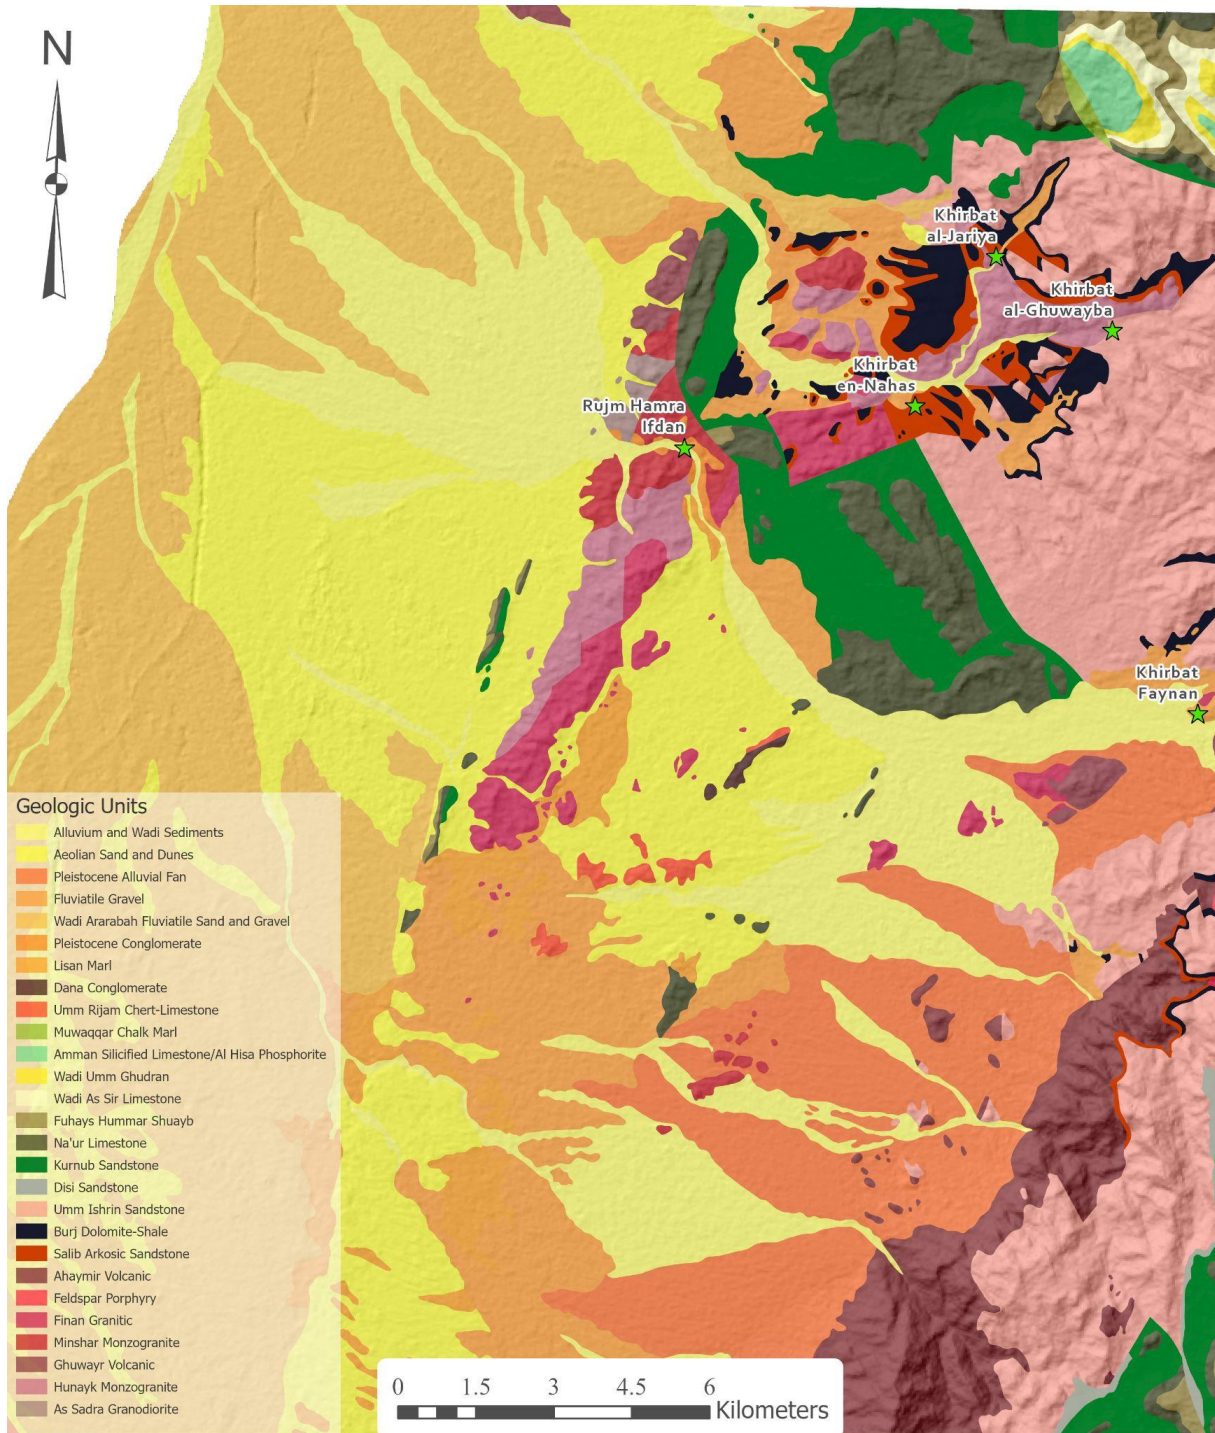 N
Khirbat
al-Jariya
Khirbat
al-Ghuwayba
Khirbat
en-Nahas
Rujm Hamra
Ifdan
Khirbat
Faynan
Geologic Units
Alluvium and Wadi Sediments
Aeolian Sand and Dunes
Pleistocene Alluvial Fan
Fluviatile Gravel
Wadi Ararabah Fluviatile Sand and Gravel
Pleistocene Conglomerate
Lisan Marl
Dana Conglomerate
Umm Rijam Chert-Limestone
Muwaqqar Chalk Marl
Amman Silicified Limestone/Al Hisa Phosphorite
Wadi Umm Ghudran
Wadi As Sir Limestone
Fuhays Hummar Shuayb
Na'ur Limestone
Kurnub Sandstone
Disi Sandstone
Umm Ishrin Sandstone
Burj Dolomite-Shale
Salib Arkosic Sandstone
Ahaymir Volcanic
Feldspar Porphyry
Finan Granitic
Minshar Monzogranite
Ghuwayr Volcanic
Hunayk Monzogranite
As Sadra Granodiorite
0 1.5 3 4.5 6
Kilometers